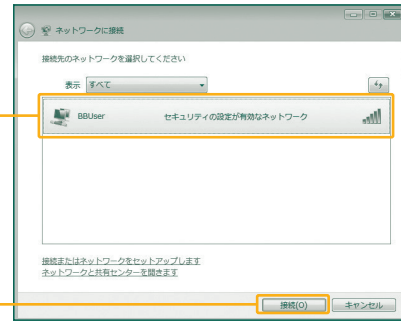 ネットワークに接続
接続先のネットワークを選択してください
表示 すべて
BBUser セキュリティの設定が有効なネットワーク
接続またはネットワークをセットアップします
ネットワークと共有センターを開きます
接続(O) キャンセル